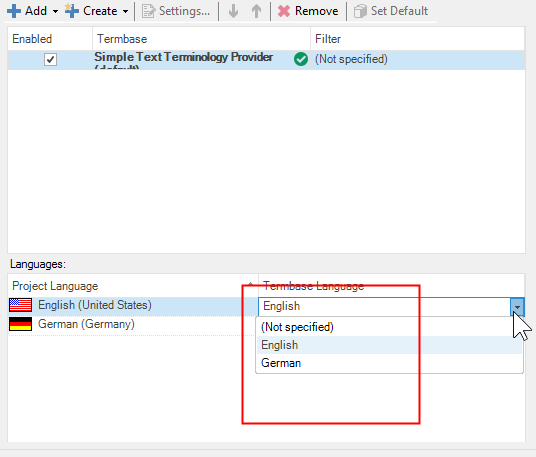 Add Create Settings... Remove Set Default
Enabled Termbase Filter
Simple Text Terminology Provider (Not specified)
(default)
Languages:
Project Language Termbase Language
English (United States) English
German (Germany) (Not specified)
English
German